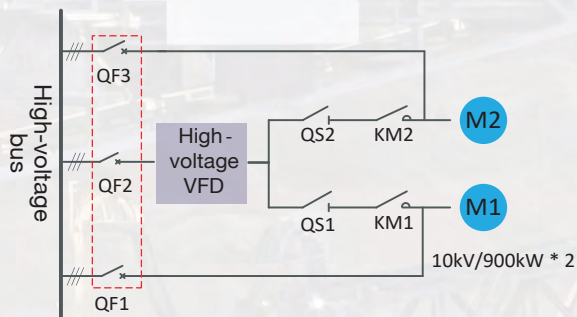 High-voltage
bus
QF3
QF2
QF1
High-
voltage
VFD
QS2
KM2
M2
QS1
KM1
M1
10kV/900kW * 2